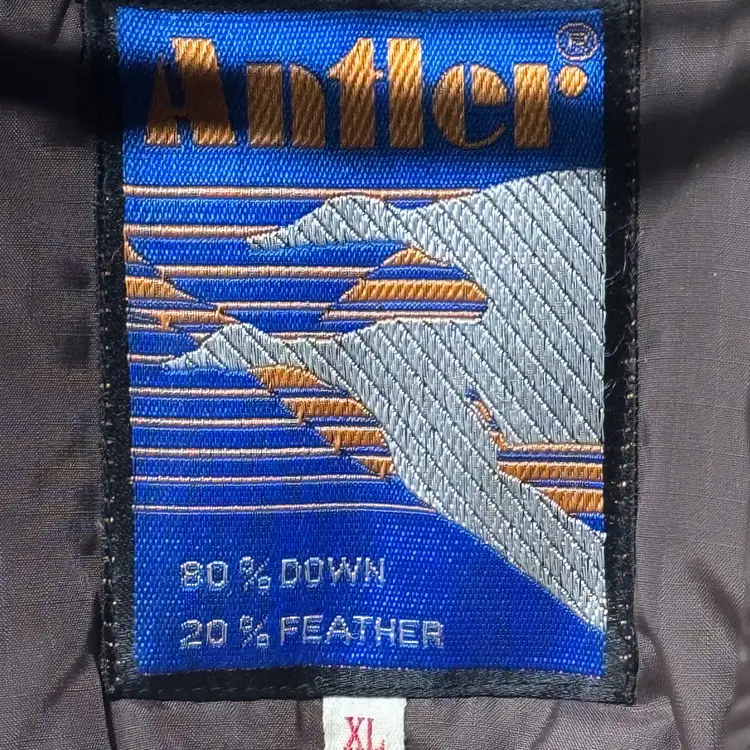 Antler®
80 % DOWN
20 % FEATHER
XL